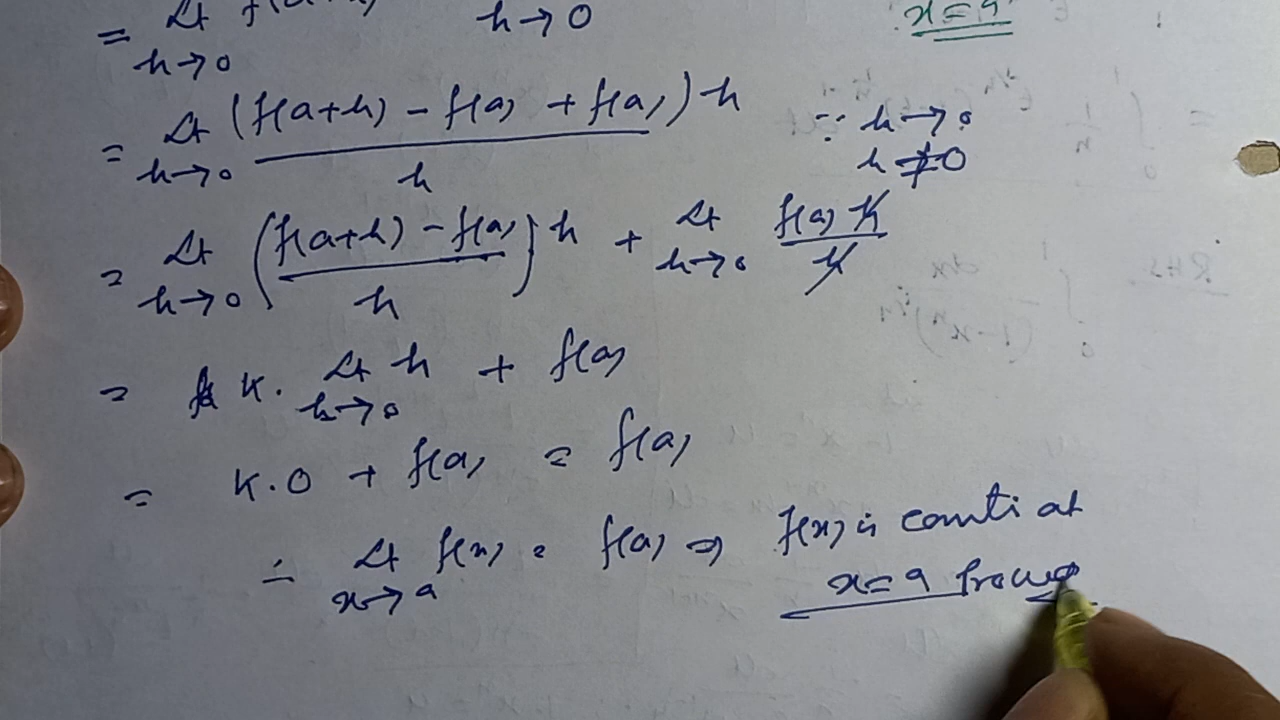 = Lt f(a+h) h→0 x=a
h→0
= Lt (f(a+h) - f(a) + f(a)) h ∵ h→0
h→0 h h≠0
= Lt (f(a+h) - f(a)) h + Lt f(a) h
h→0 h h→0 h
= K. Lt h + f(a)
h→0
= K.0 + f(a) = f(a)
∴ Lt f(x) = f(a) ⇒ f(x) is conti at
x→a x=a proved